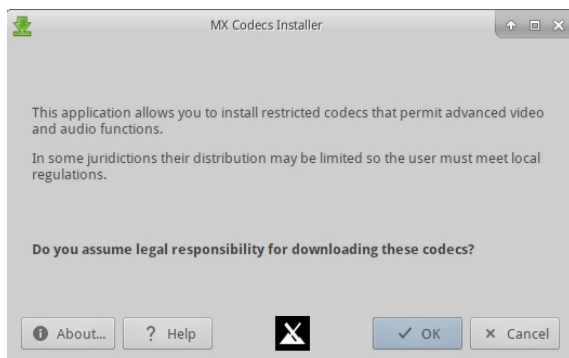 MX Codecs Installer
This application allows you to install restricted codecs that permit advanced video
and audio functions.
In some juridictions their distribution may be limited so the user must meet local
regulations.
Do you assume legal responsibility for downloading these codecs?
About... ? Help OK Cancel